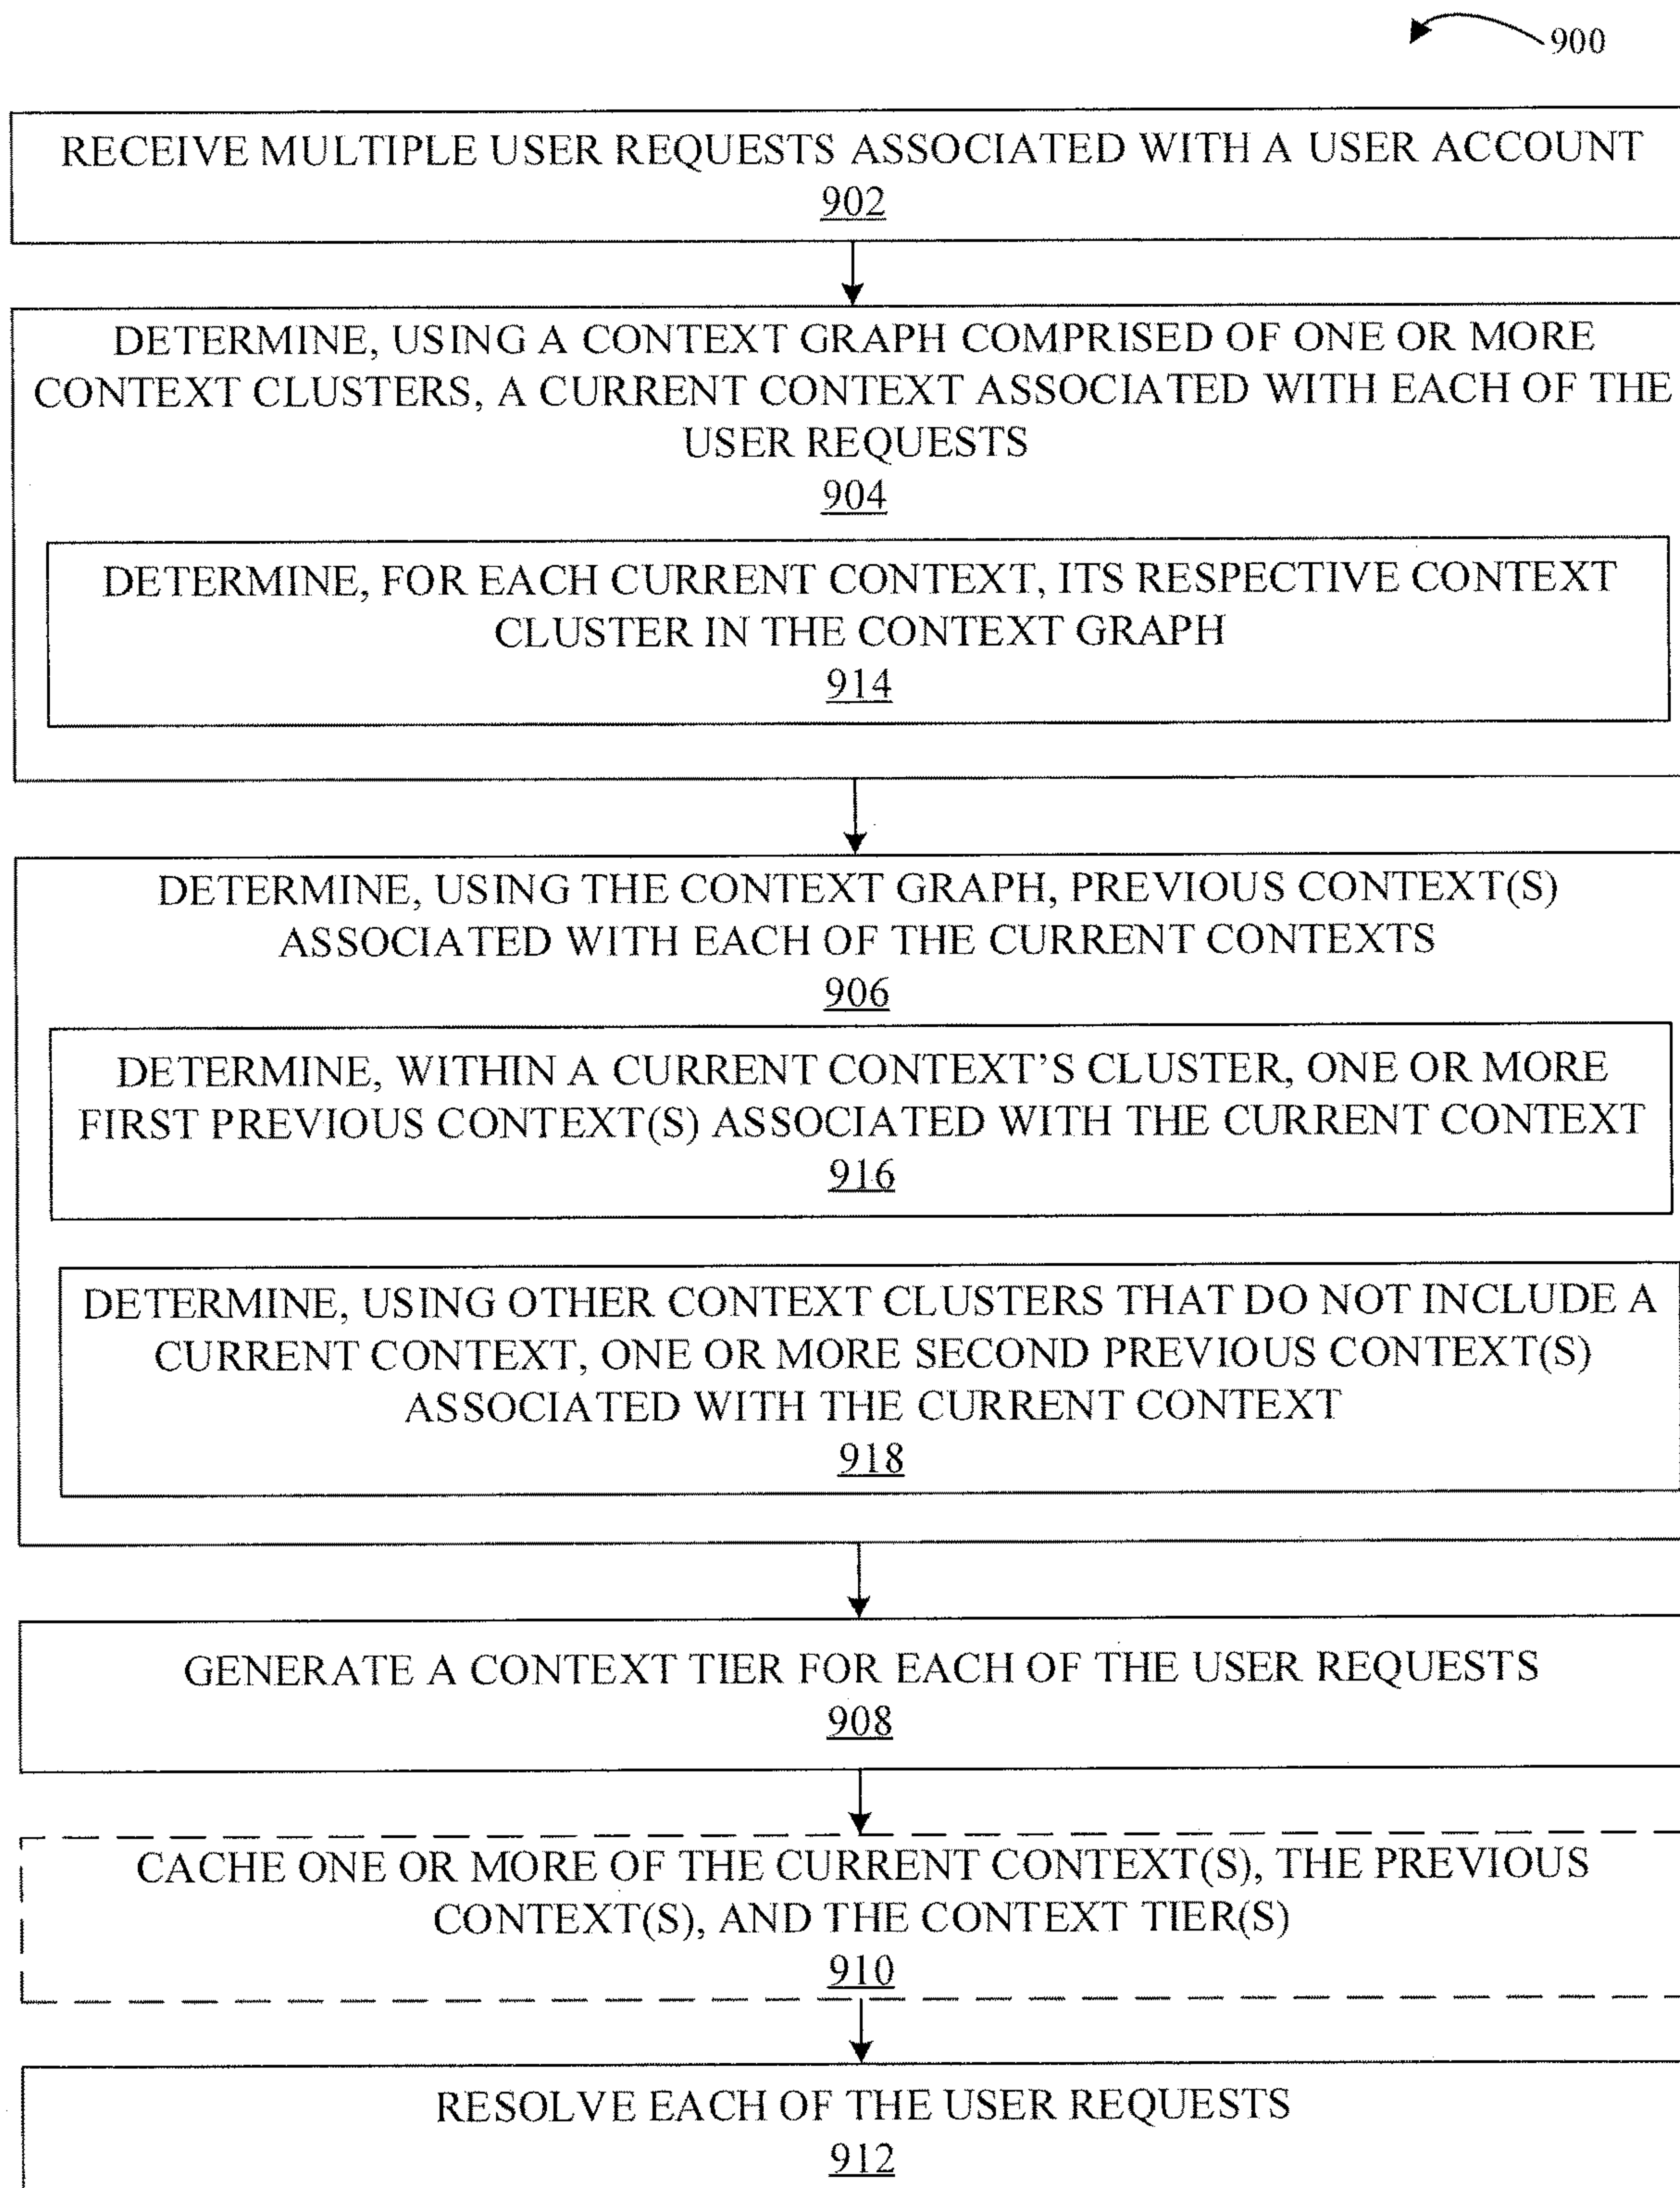 900
RECEIVE MULTIPLE USER REQUESTS ASSOCIATED WITH A USER ACCOUNT
902
DETERMINE, USING A CONTEXT GRAPH COMPRISED OF ONE OR MORE
CONTEXT CLUSTERS, A CURRENT CONTEXT ASSOCIATED WITH EACH OF THE
USER REQUESTS
904
DETERMINE, FOR EACH CURRENT CONTEXT, ITS RESPECTIVE CONTEXT
CLUSTER IN THE CONTEXT GRAPH
914
DETERMINE, USING THE CONTEXT GRAPH, PREVIOUS CONTEXT(S)
ASSOCIATED WITH EACH OF THE CURRENT CONTEXTS
906
DETERMINE, WITHIN A CURRENT CONTEXT’S CLUSTER, ONE OR MORE
FIRST PREVIOUS CONTEXT(S) ASSOCIATED WITH THE CURRENT CONTEXT
916
DETERMINE, USING OTHER CONTEXT CLUSTERS THAT DO NOT INCLUDE A
CURRENT CONTEXT, ONE OR MORE SECOND PREVIOUS CONTEXT(S)
ASSOCIATED WITH THE CURRENT CONTEXT
918
GENERATE A CONTEXT TIER FOR EACH OF THE USER REQUESTS
908
CACHE ONE OR MORE OF THE CURRENT CONTEXT(S), THE PREVIOUS
CONTEXT(S), AND THE CONTEXT TIER(S)
910
RESOLVE EACH OF THE USER REQUESTS
912